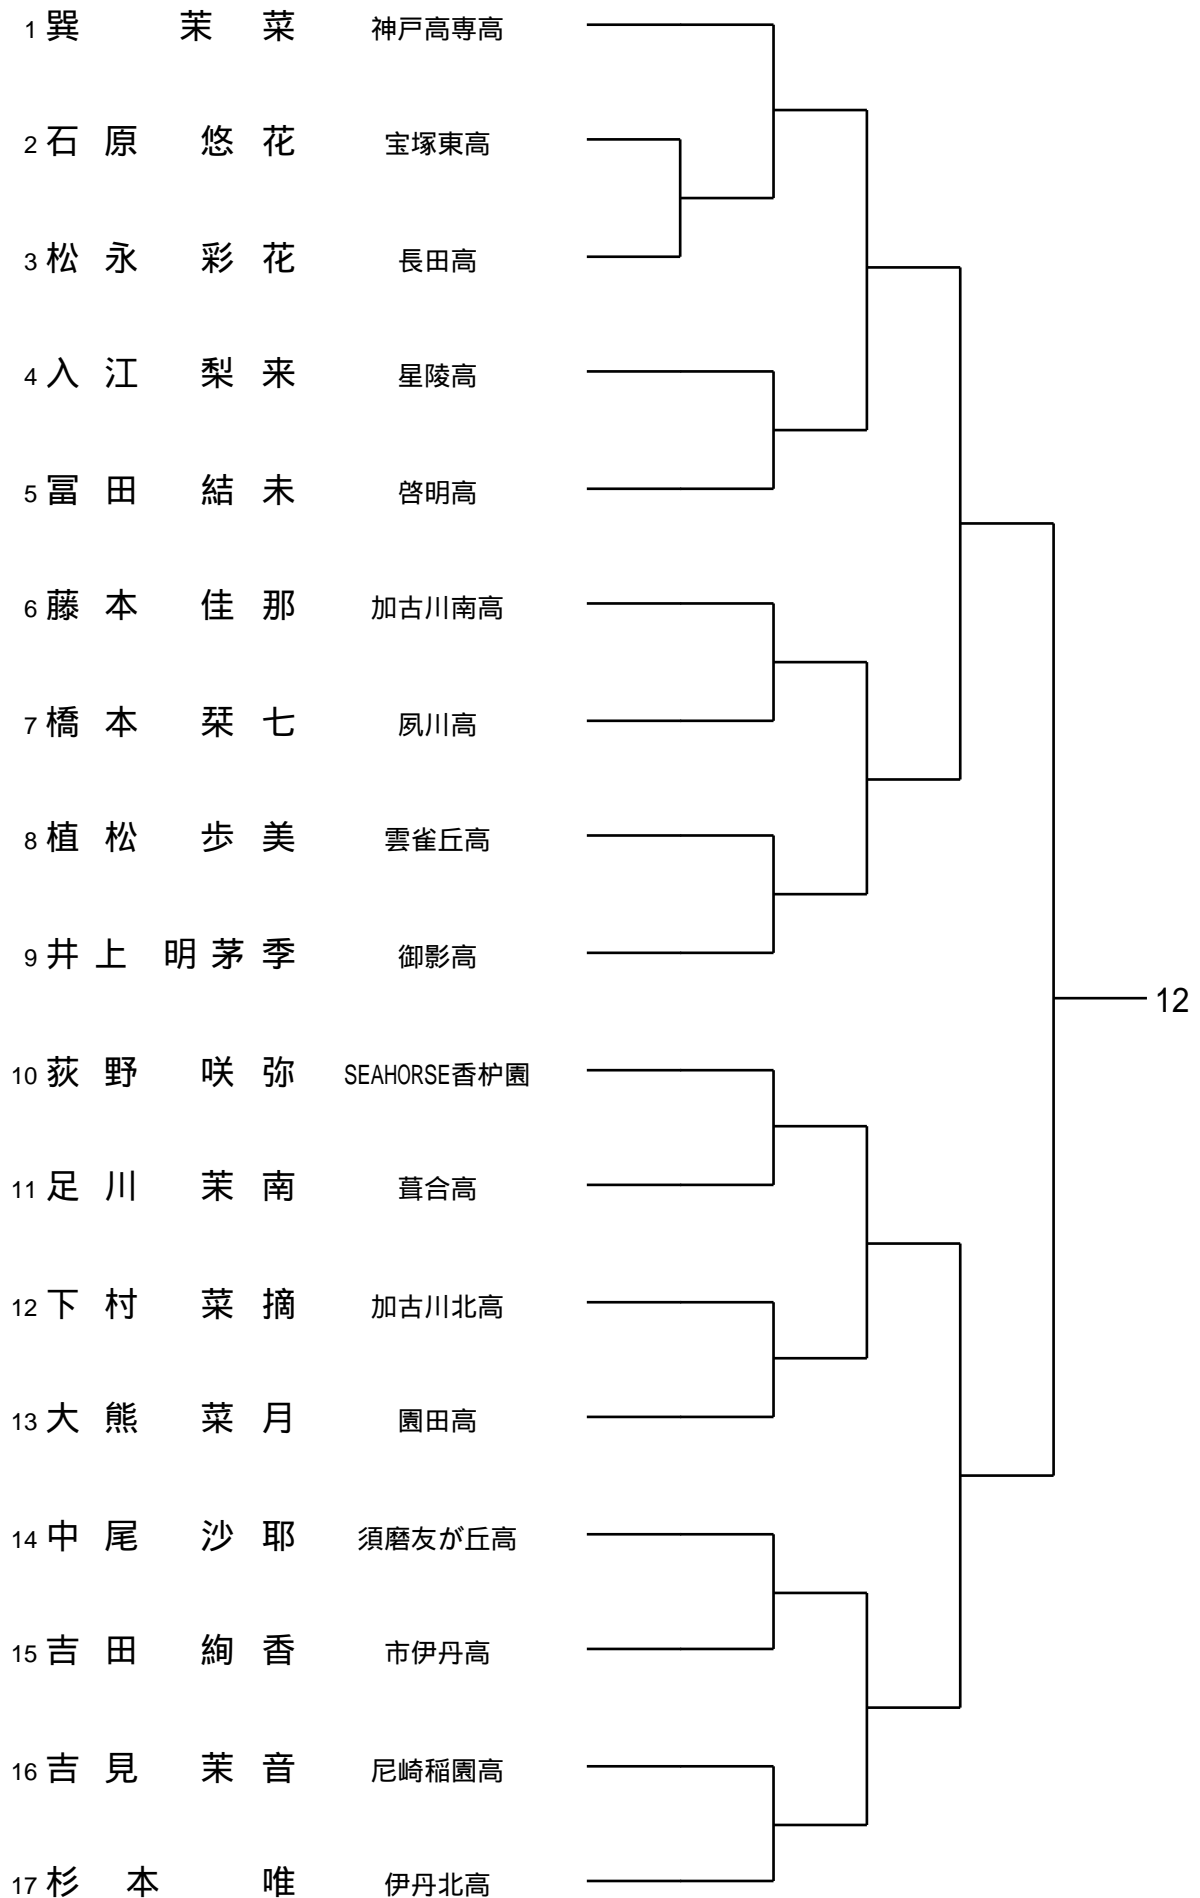 1 巽 茉菜 神戸高専高
2 石原 悠花 宝塚東高
3 松永 彩花 長田高
4 入江 梨来 星陵高
5 冨田 結未 啓明高
6 藤本 佳那 加古川南高
7 橋本 栞七 夙川高
8 植松 歩美 雲雀丘高
9 井上 明茅季 御影高
12
10 荻野 咲弥 SEAHORSE香枦園
11 足川 茉南 葺合高
12 下村 菜摘 加古川北高
13 大熊 菜月 園田高
14 中尾 沙耶 須磨友が丘高
15 吉田 絢香 市伊丹高
16 吉見 茉音 尼崎稲園高
17 杉本 唯 伊丹北高